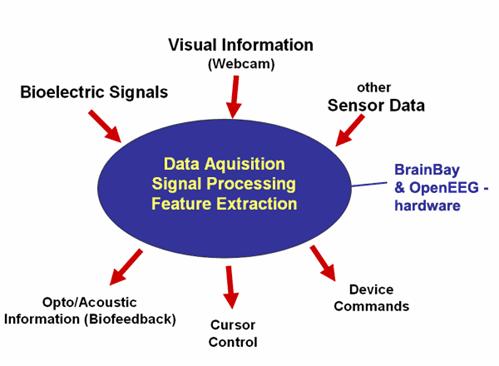 Visual Information
(Webcam)
Bioelectric Signals
other
Sensor Data
Data Aquisition
Signal Processing
Feature Extraction
BrainBay
& OpenEEG -
hardware
Opto/Acoustic
Information (Biofeedback)
Cursor
Control
Device
Commands